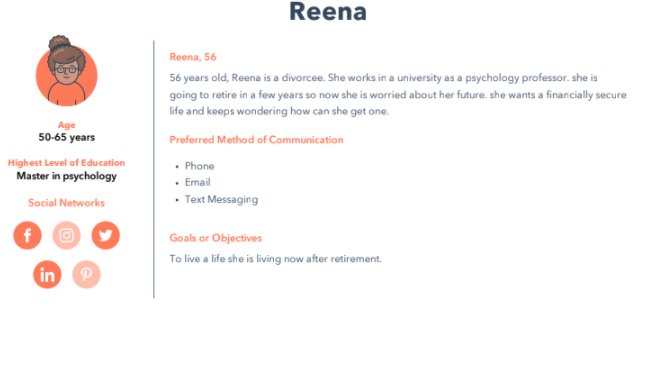 Reena
Age
50-65 years
Highest Level of Education
Master in psychology
Social Networks
Reena, 56
56 years old, Reena is a divorcee. She works in a university as a psychology professor. she is
going to retire in a few years so now she is worried about her future. she wants a financially secure
life and keeps wondering how can she get one.
Preferred Method of Communication
• Phone
• Email
• Text Messaging
Goals or Objectives
To live a life she is living now after retirement.